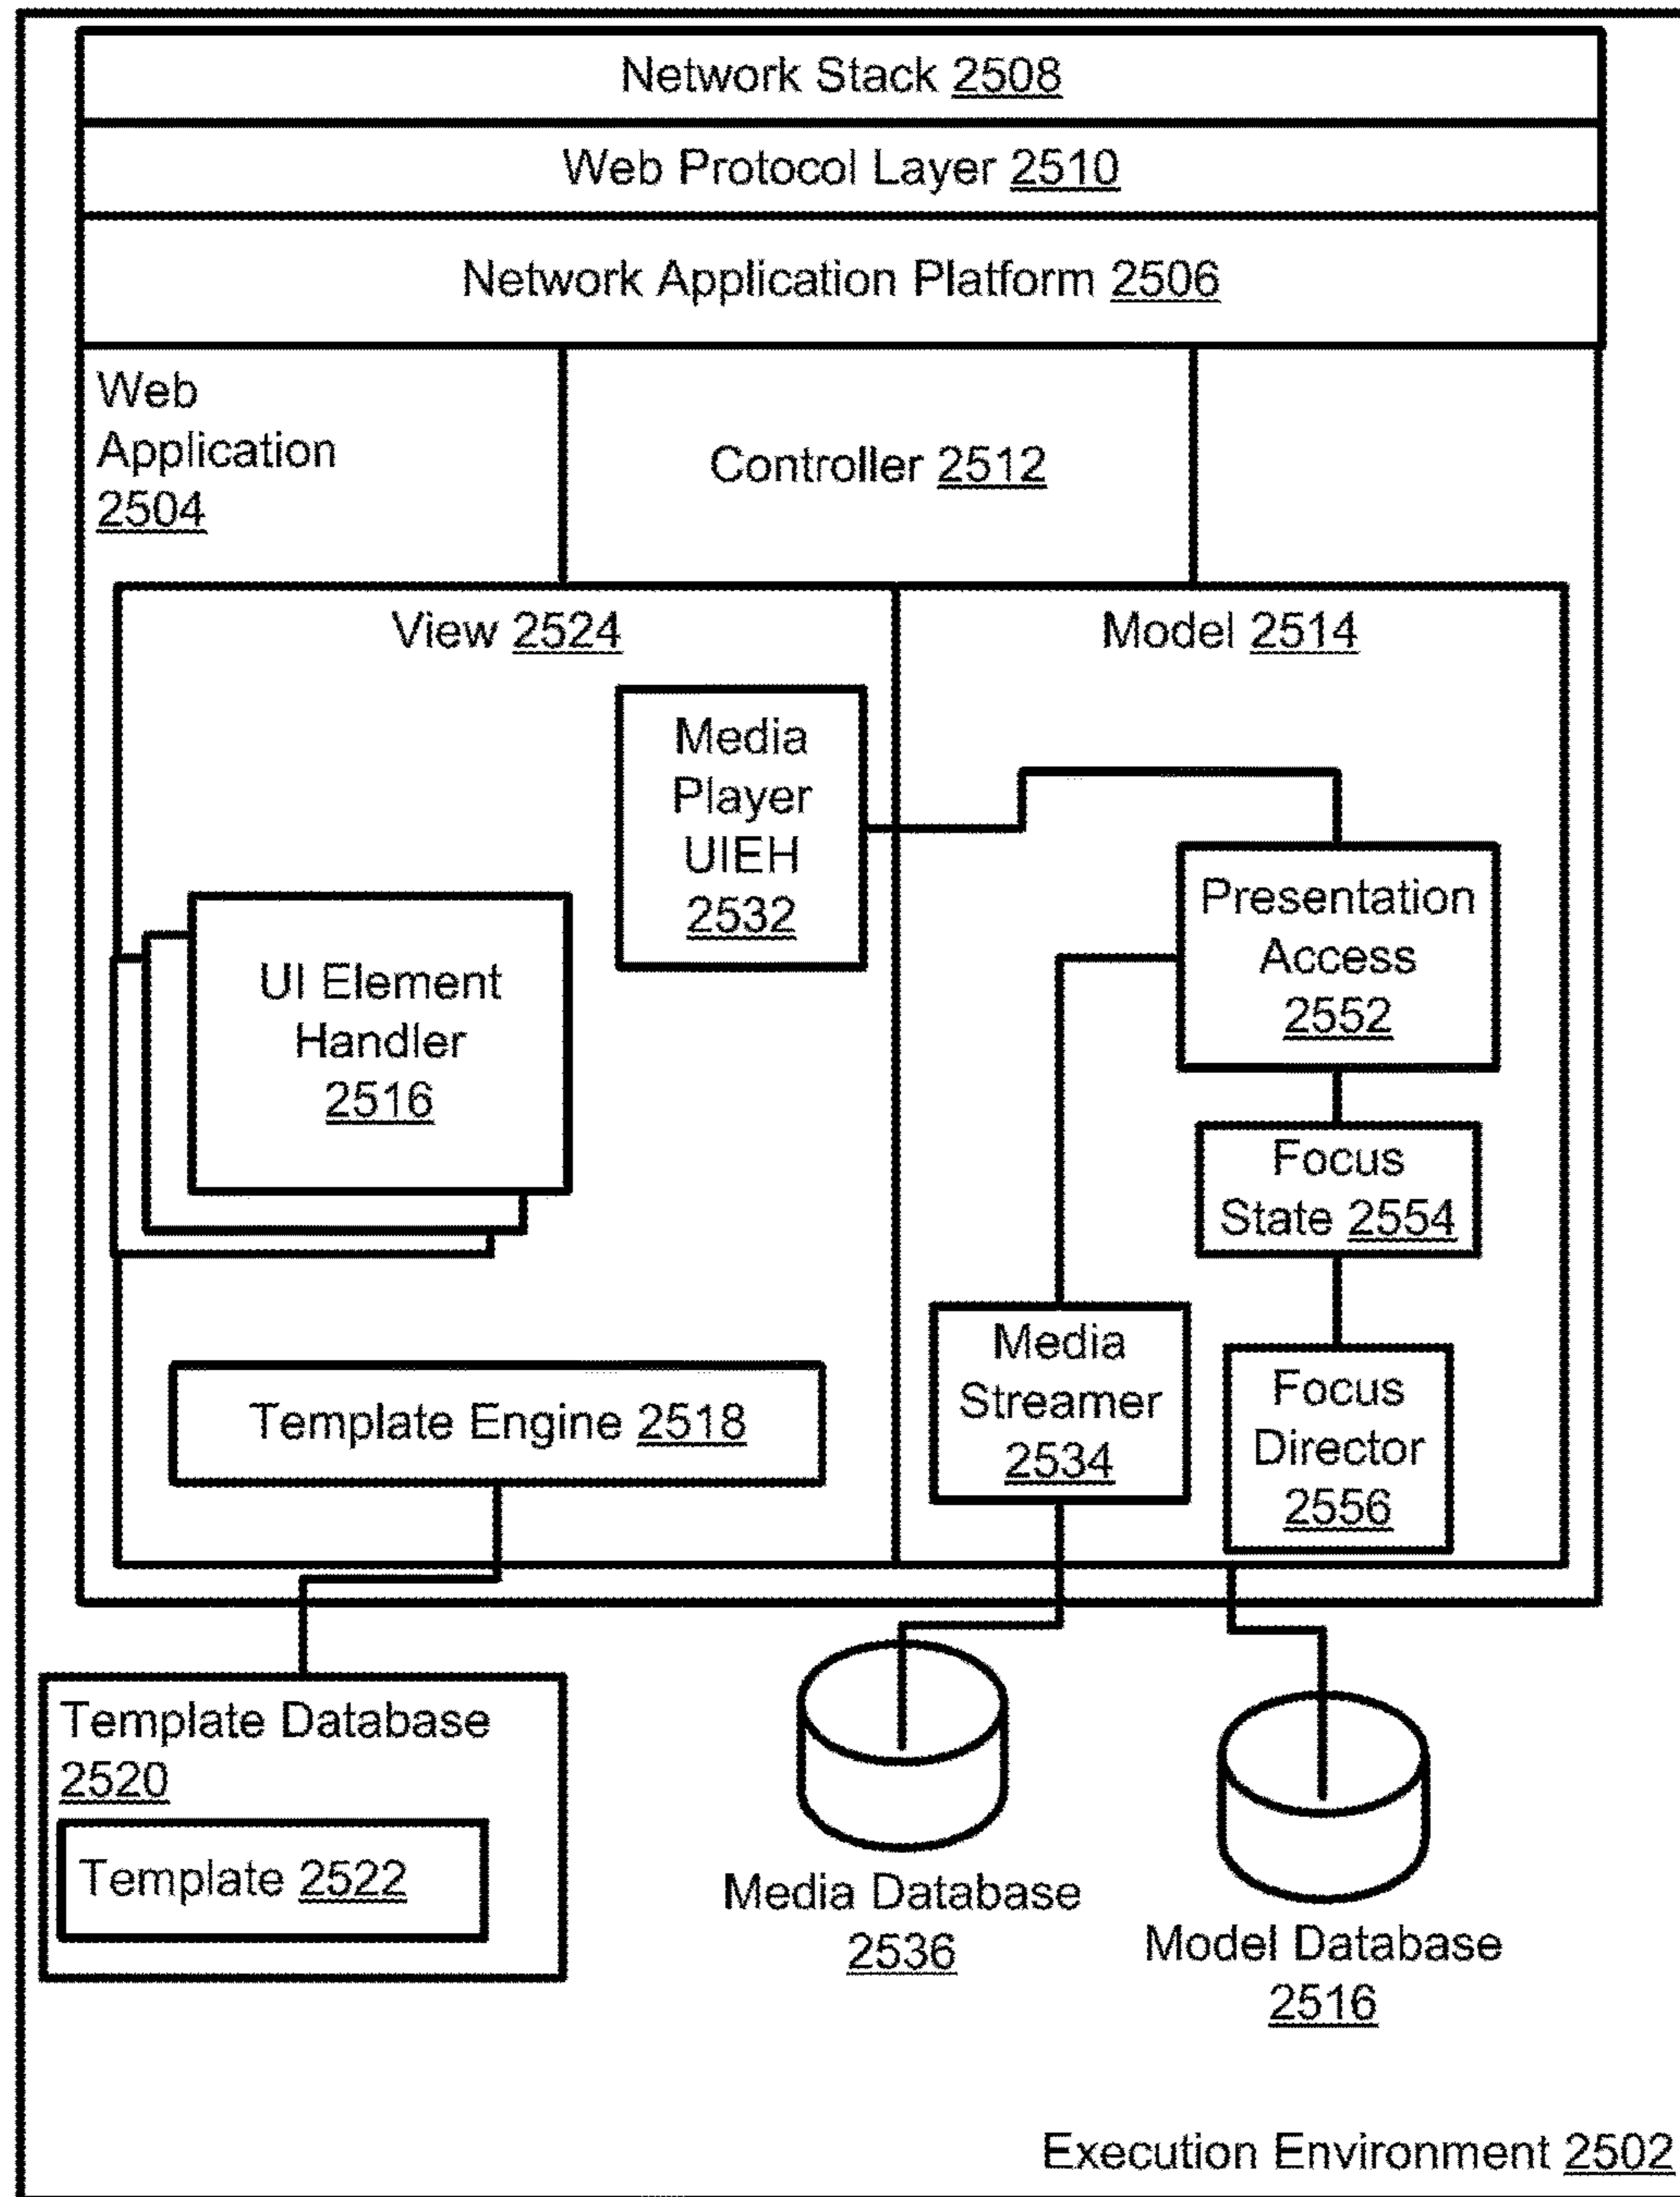 Network Stack 2508
Web Protocol Layer 2510
Network Application Platform 2506
Web
Application
2504
Controller 2512
View 2524
Model 2514
Media
Player
UIEH
2532
Presentation
Access
2552
UI Element
Handler
2516
Focus
State 2554
Media
Streamer
2534
Focus
Director
2556
Template Engine 2518
Template Database
2520
Template 2522
Media Database
2536
Model Database
2516
Execution Environment 2502